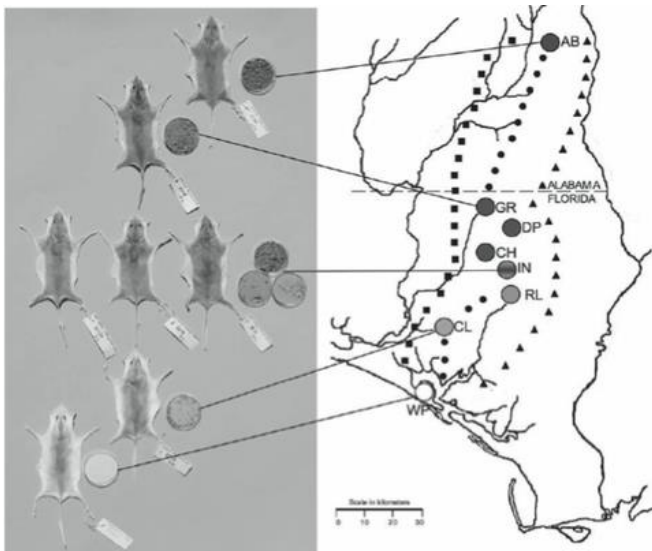 AB
ALABAMA
FLORIDA
GR
DP
CH
IN
RL
CL
WP
Scale in kilometers
0 10 20 30